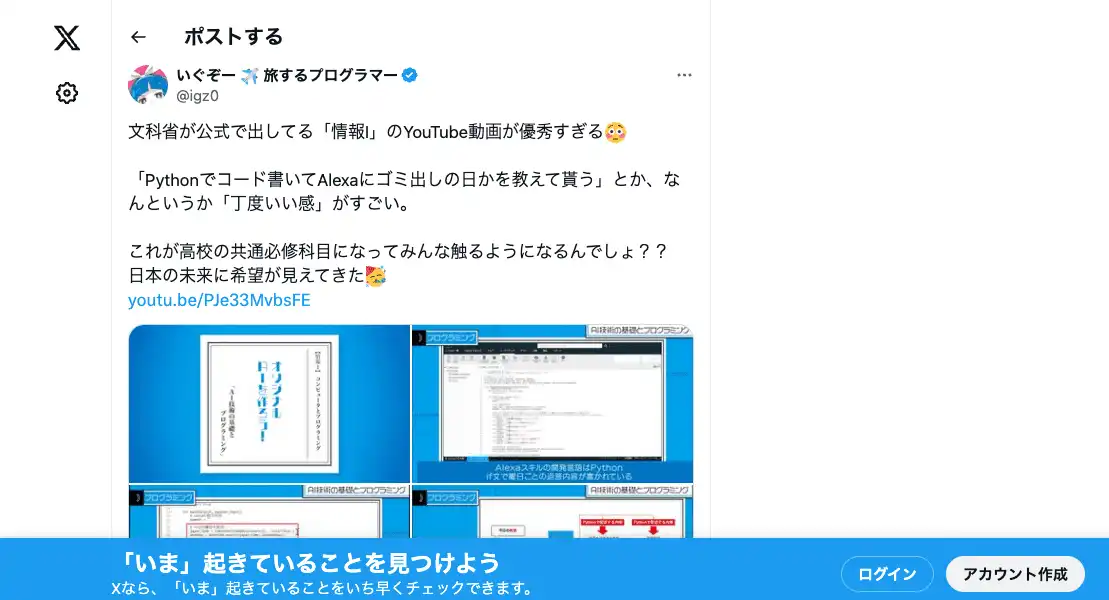 ポストする
いぐぞー ✈️ 旅するプログラマー
@igz0
文科省が公式で出してる「情報I」のYouTube動画が優秀すぎる😳
「Pythonでコード書いてAlexaにゴミ出しの日かを教えて貰う」とか、な
んというか「丁度いい感」がすごい。
これが高校の共通必修科目になってみんな触るようになるんでしょ？？
日本の未来に希望が見えてきた🥳
youtu.be/PJe33MvbsFE
【情報I】コンピュータとプログラミング
オリジナル
AIを作ろう!
「AI技術の基礎と
プログラミング」
プログラミング
AI技術の基礎とプログラミング
Alexaスキルの開発言語はPython
if文で曜日ごとの返答内容が書かれている
プログラミング
AI技術の基礎とプログラミング
プログラミング
AI技術の基礎とプログラミング
「いま」起きていることを見つけよう
Xなら、「いま」起きていることをいち早くチェックできます。
ログイン
アカウント作成